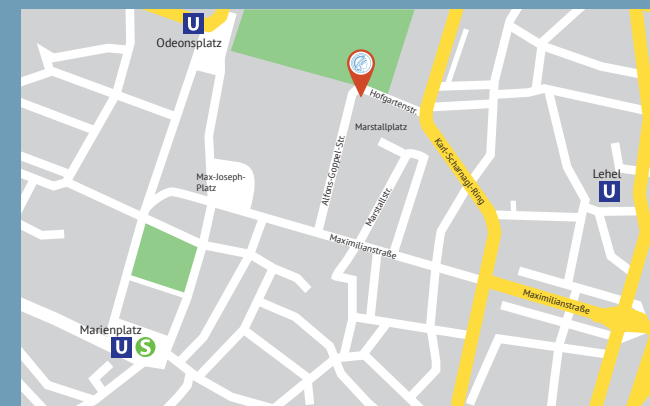 U
Odeonsplatz
Hofgartenstr.
Marstallplatz
Alfons-Goppel-Str.
Karl-Scharnagl-Ring
Max-Joseph-
Platz
Marstallstr.
Lehel
U
Maximilianstraße
Maximilianstraße
Marienplatz
U S